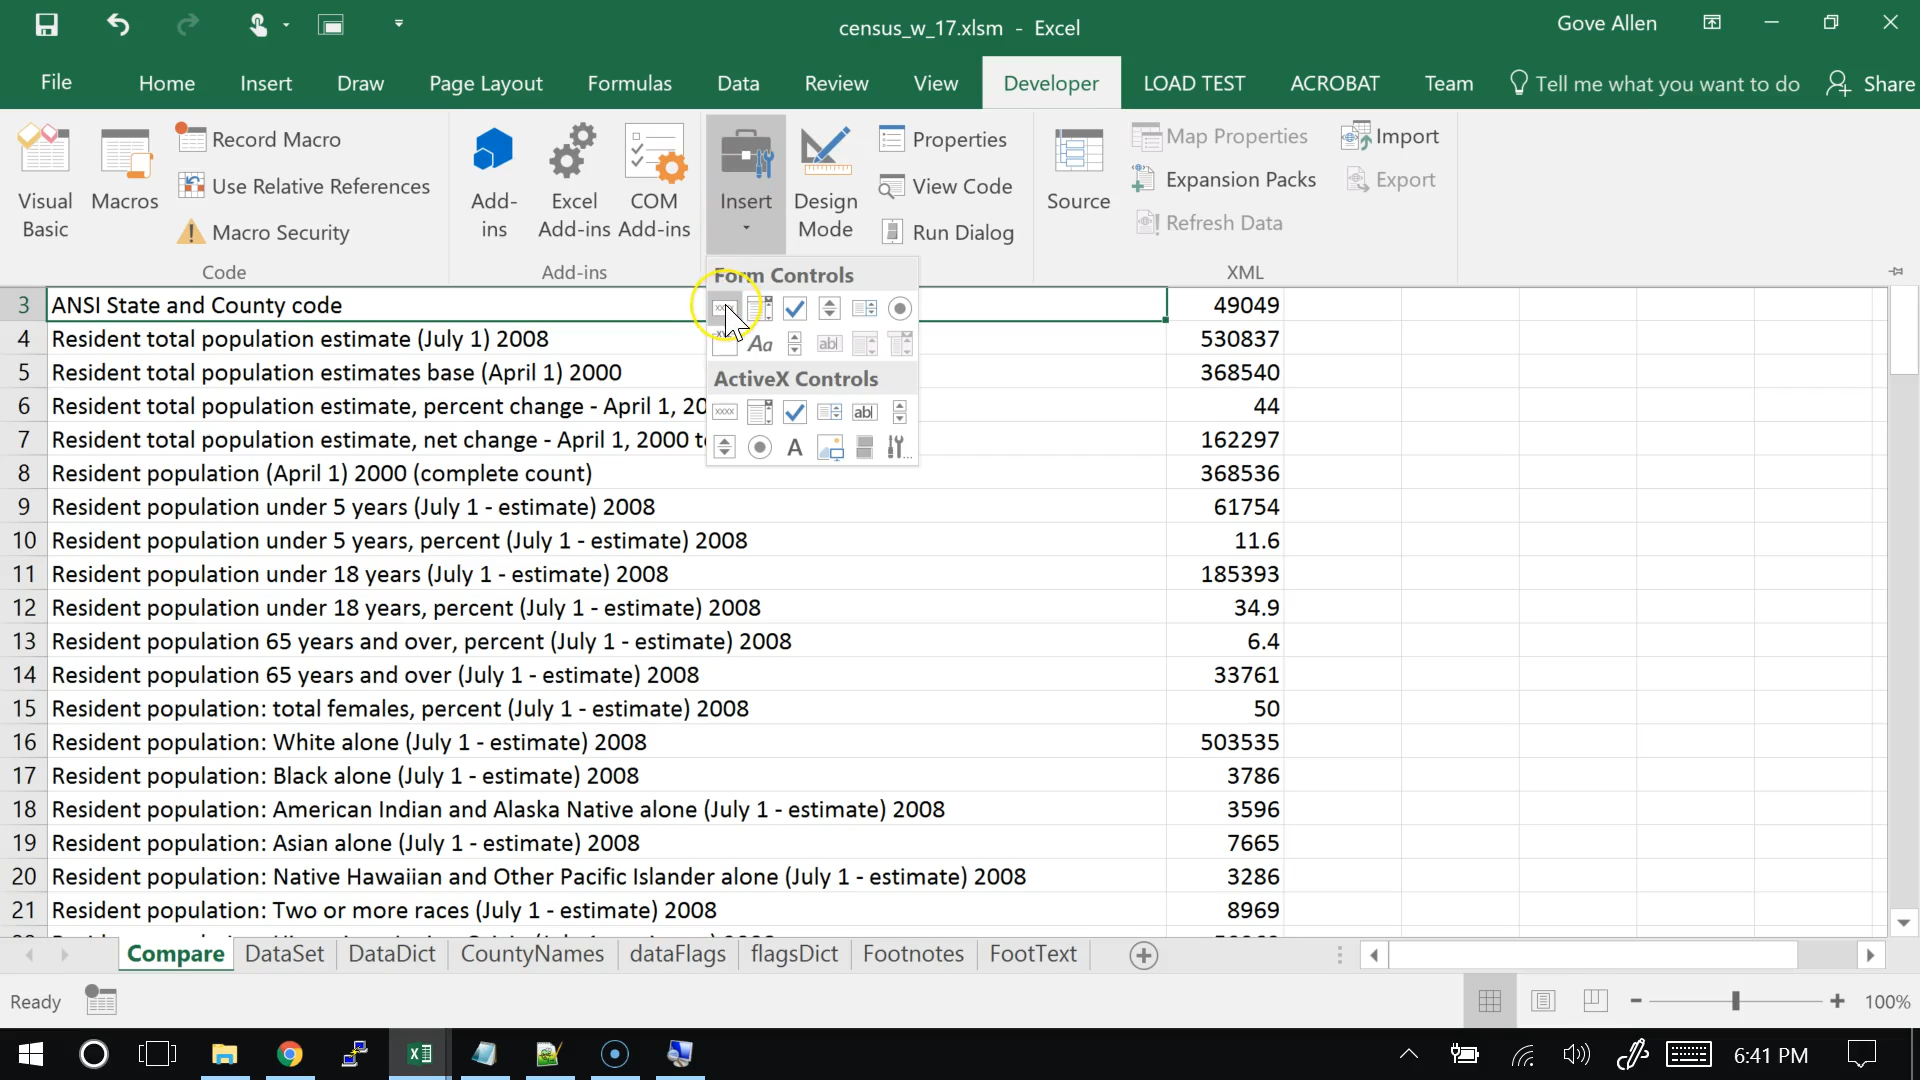 census_w_17.xlsm - Excel
Gove Allen
File Home Insert Draw Page Layout Formulas Data Review View Developer LOAD TEST ACROBAT Team Tell me what you want to do Share
Visual Basic
Macros
Record Macro
Use Relative References
Macro Security
Code
Add-ins
Excel Add-ins
COM Add-ins
Add-ins
Insert
Design Mode
Properties
View Code
Run Dialog
Source
Map Properties
Expansion Packs
Refresh Data
Import
Export
XML
Form Controls
Aa
ab|
ActiveX Controls
xxxx
ab|
A
3 ANSI State and County code 49049
4 Resident total population estimate (July 1) 2008 530837
5 Resident total population estimates base (April 1) 2000 368540
6 Resident total population estimate, percent change - April 1, 20 44
7 Resident total population estimate, net change - April 1, 2000 t 162297
8 Resident population (April 1) 2000 (complete count) 368536
9 Resident population under 5 years (July 1 - estimate) 2008 61754
10 Resident population under 5 years, percent (July 1 - estimate) 2008 11.6
11 Resident population under 18 years (July 1 - estimate) 2008 185393
12 Resident population under 18 years, percent (July 1 - estimate) 2008 34.9
13 Resident population 65 years and over, percent (July 1 - estimate) 2008 6.4
14 Resident population 65 years and over (July 1 - estimate) 2008 33761
15 Resident population: total females, percent (July 1 - estimate) 2008 50
16 Resident population: White alone (July 1 - estimate) 2008 503535
17 Resident population: Black alone (July 1 - estimate) 2008 3786
18 Resident population: American Indian and Alaska Native alone (July 1 - estimate) 2008 3596
19 Resident population: Asian alone (July 1 - estimate) 2008 7665
20 Resident population: Native Hawaiian and Other Pacific Islander alone (July 1 - estimate) 2008 3286
21 Resident population: Two or more races (July 1 - estimate) 2008 8969
Compare DataSet DataDict CountyNames dataFlags flagsDict Footnotes FootText
Ready
100%
6:41 PM